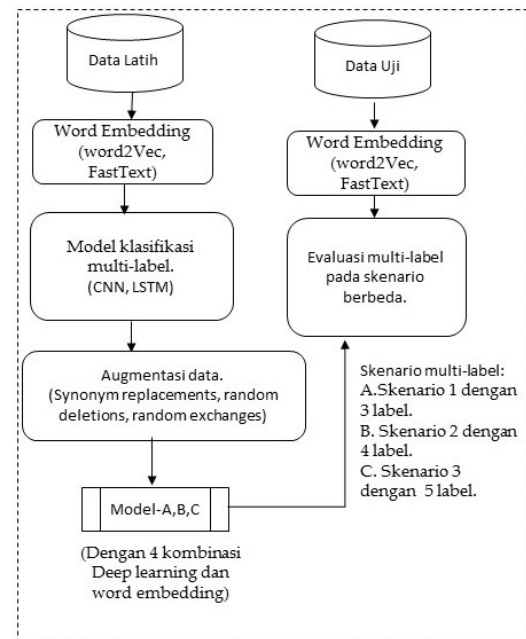 Data Latih
Word Embedding
(word2Vec,
FastText)
Model klasifikasi
multi-label.
(CNN, LSTM)
Augmentasi data.
(Synonym replacements, random
deletions, random exchanges)
Model-A,B,C
(Dengan 4 kombinasi
Deep learning dan
word embedding)
Data Uji
Word Embedding
(word2Vec,
FastText)
Evaluasi multi-label
pada skenario
berbeda.
Skenario multi-label:
A.Skenario 1 dengan
3 label.
B. Skenario 2 dengan
4 label.
C. Skenario 3
dengan 5 label.